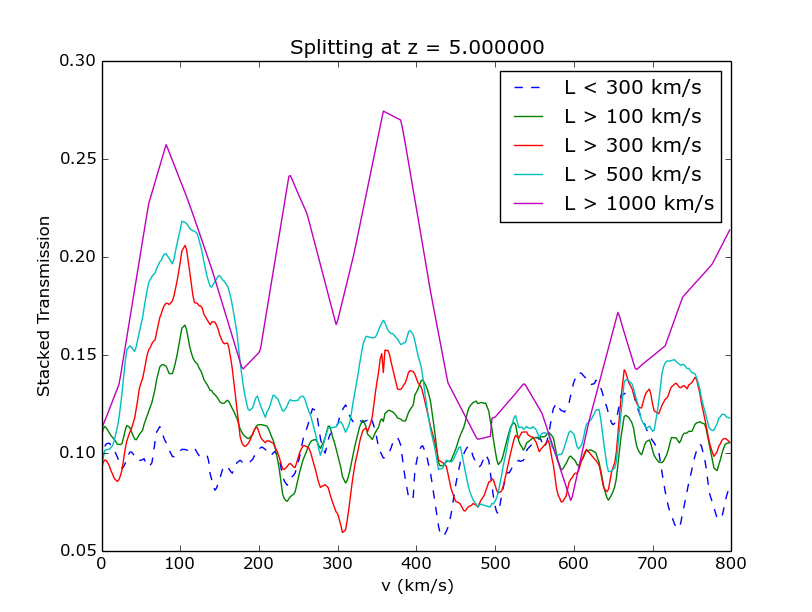 Splitting at z = 5.000000
0.30
0.25
0.20
0.15
0.10
0.05
Stacked Transmission
L < 300 km/s
L > 100 km/s
L > 300 km/s
L > 500 km/s
L > 1000 km/s
0 100 200 300 400 500 600 700 800
v (km/s)